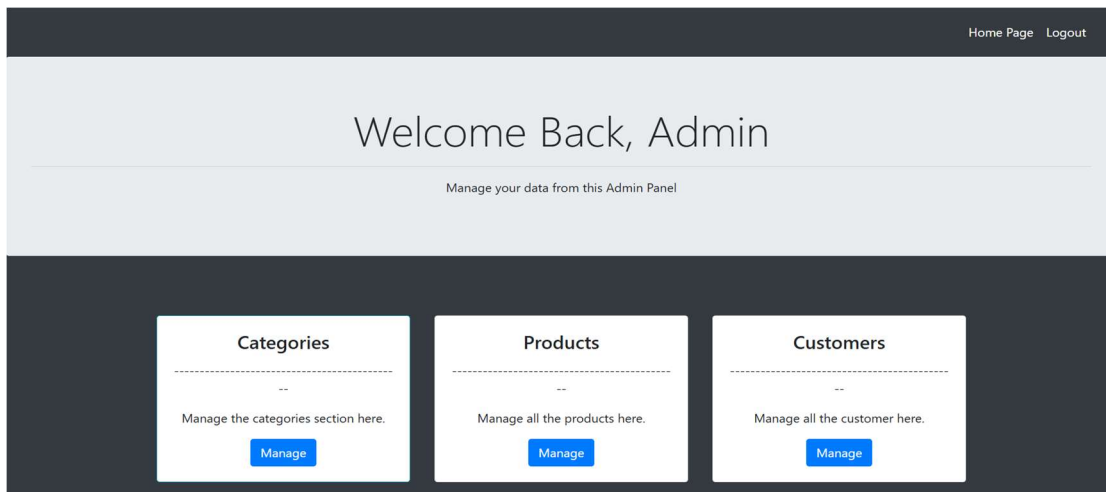 Home Page Logout
Welcome Back, Admin
Manage your data from this Admin Panel
Categories
-------------------------------------------
--
Manage the categories section here.
Manage
Products
-------------------------------------------
--
Manage all the products here.
Manage
Customers
-------------------------------------------
--
Manage all the customer here.
Manage